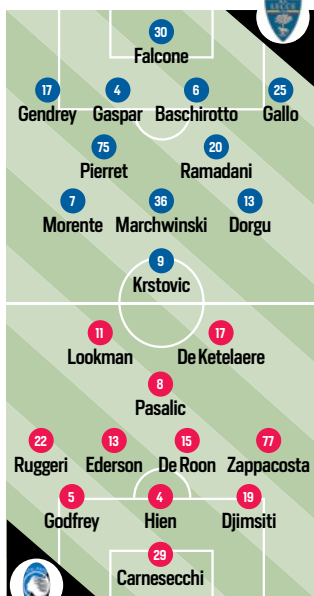 LECCE
30
Falcone
17 4 6 25
Gendrey Gaspar Baschirotto Gallo
75 20
Pierret Ramadani
7 36 13
Morente Marchwinski Dorgu
9
Krstovic
11 17
Lookman De Ketelaere
8
Pasalic
22 13 15 77
Ruggeri Ederson De Roon Zappacosta
5 4 19
Godfrey Hien Djimsiti
29
Carnesecchi